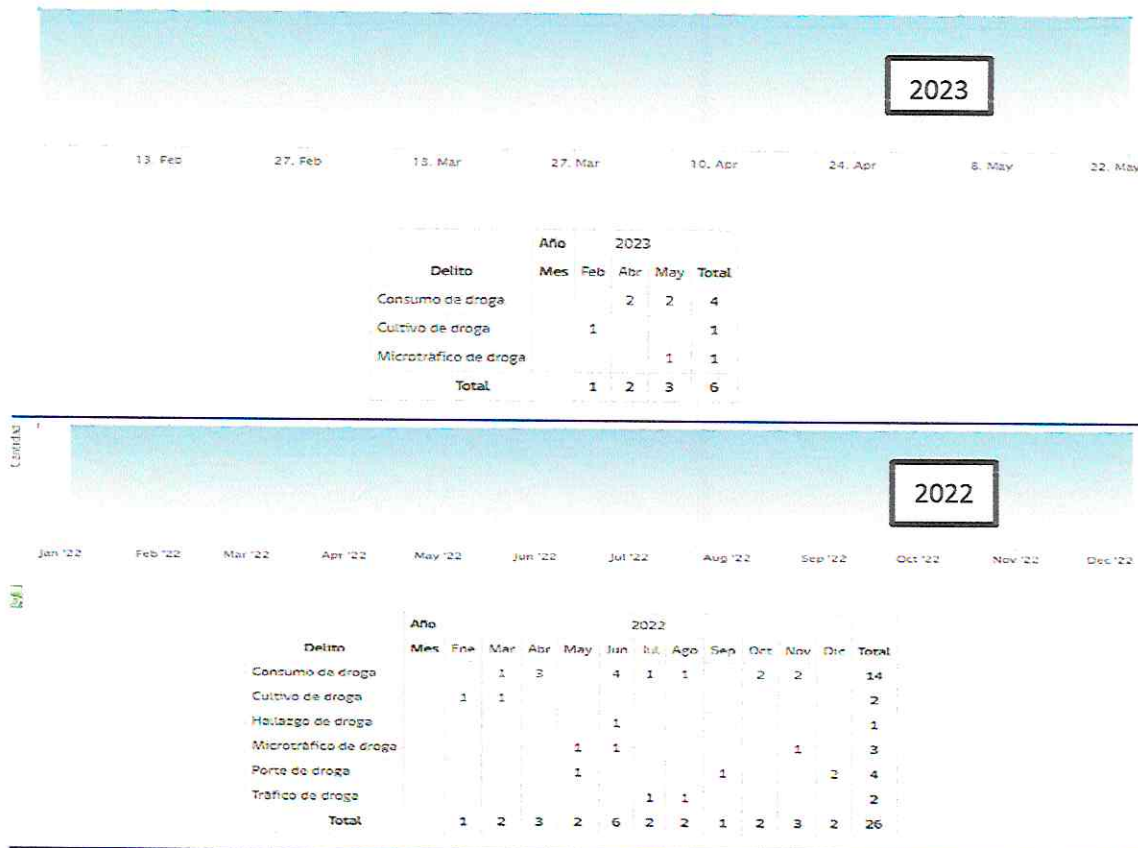 2023
13. Feb 27. Feb 13. Mar 27. Mar 10. Apr 24. Apr 8. May 22. May
Año 2023
Delito Mes Feb Abr May Total
Consumo de droga 2 2 4
Cultivo de droga 1 1
Microtráfico de droga 1 1
Total 1 2 3 6
Cantidad
2022
Jan '22 Feb '22 Mar '22 Apr '22 May '22 Jun '22 Jul '22 Aug '22 Sep '22 Oct '22 Nov '22 Dec '22
Año 2022
Delito Mes Ene Mar Abr May Jun Jul Ago Sep Oct Nov Dic Total
Consumo de droga 1 3 4 1 1 2 2 14
Cultivo de droga 1 1 2
Hallazgo de droga 1 1
Microtráfico de droga 1 1 1 3
Porte de droga 1 1 2 4
Tráfico de droga 1 1 2
Total 1 2 3 2 6 2 2 1 2 3 2 26